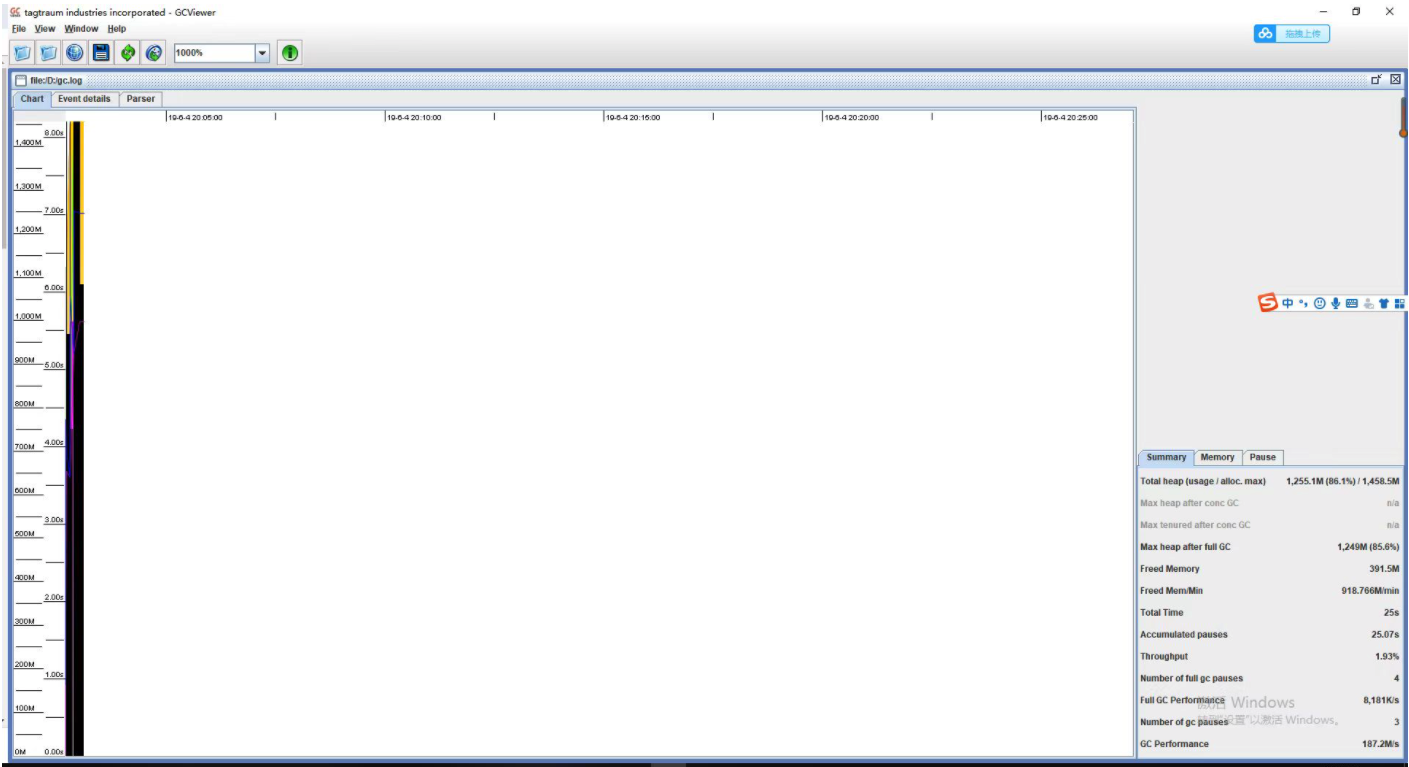 tagtraum industries incorporated - GCViewer
File View Window Help
拖拽上传
1000%
file:/D:/gc.log
Chart Event details Parser
19-6-4 20:05:00 19-6-4 20:10:00 19-6-4 20:15:00 19-6-4 20:20:00 19-6-4 20:25:00
8.00s
1,400M
1,300M
7.00s
1,200M
1,100M
6.00s
1,000M
900M
5.00s
800M
700M
4.00s
600M
3.00s
500M
400M
2.00s
300M
200M
1.00s
100M
0M 0.00s
中
Summary Memory Pause
Total heap (usage / alloc. max) 1,255.1M (86.1%) / 1,458.5M
Max heap after conc GC n/a
Max tenured after conc GC n/a
Max heap after full GC 1,249M (85.6%)
Freed Memory 391.5M
Freed Mem/Min 918.766M/min
Total Time 25s
Accumulated pauses 25.07s
Throughput 1.93%
Number of full gc pauses 4
Full GC Performance 8,181K/s
激活 Windows
Number of gc pauses 3
置"以激活 Windows。
GC Performance 187.2M/s